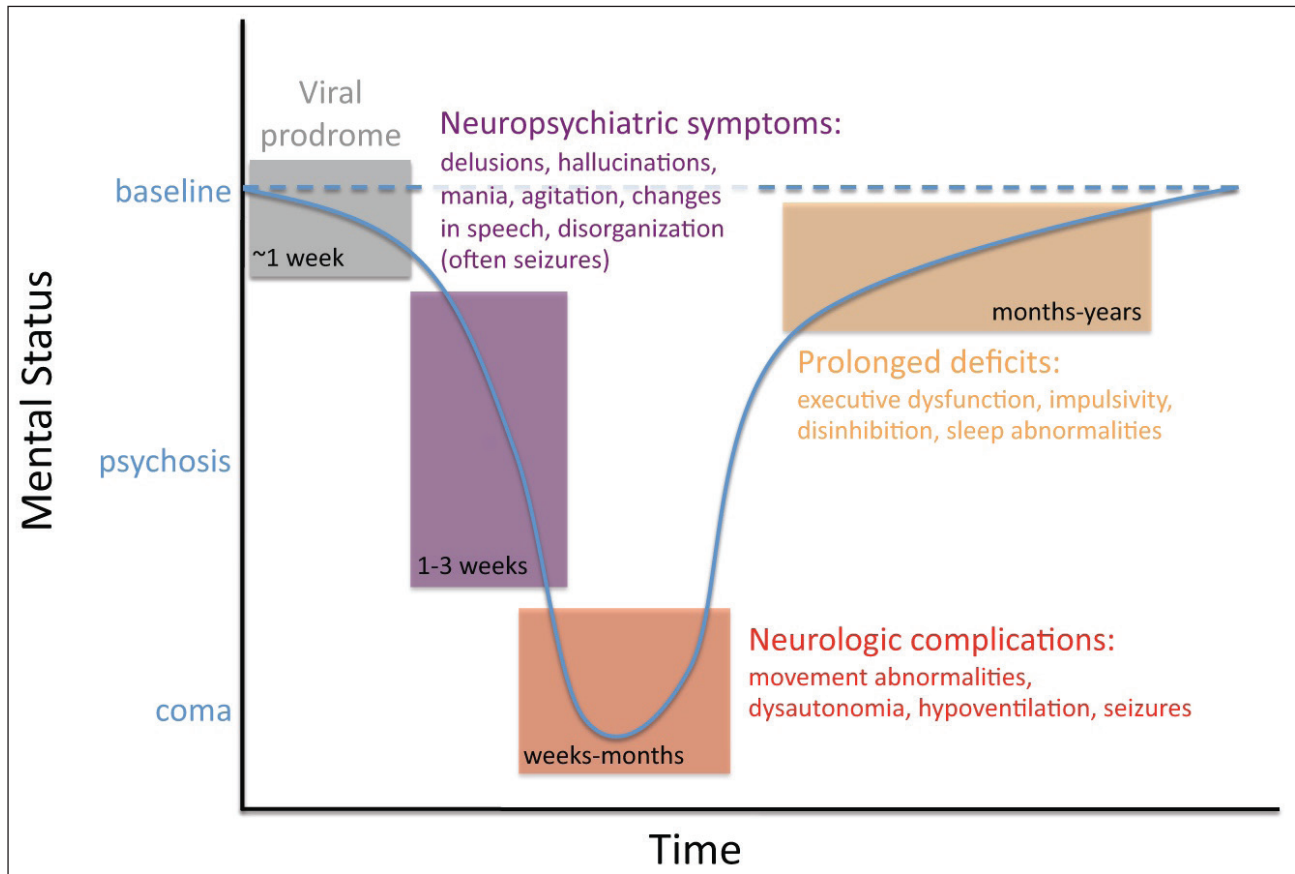 Viral
prodrome
~1 week
Neuropsychiatric symptoms:
delusions, hallucinations,
mania, agitation, changes
in speech, disorganization
(often seizures)
1-3 weeks
weeks-months
Neurologic complications:
movement abnormalities,
dysautonomia, hypoventilation, seizures
months-years
Prolonged deficits:
executive dysfunction, impulsivity,
disinhibition, sleep abnormalities
Mental Status
baseline
psychosis
coma
Time